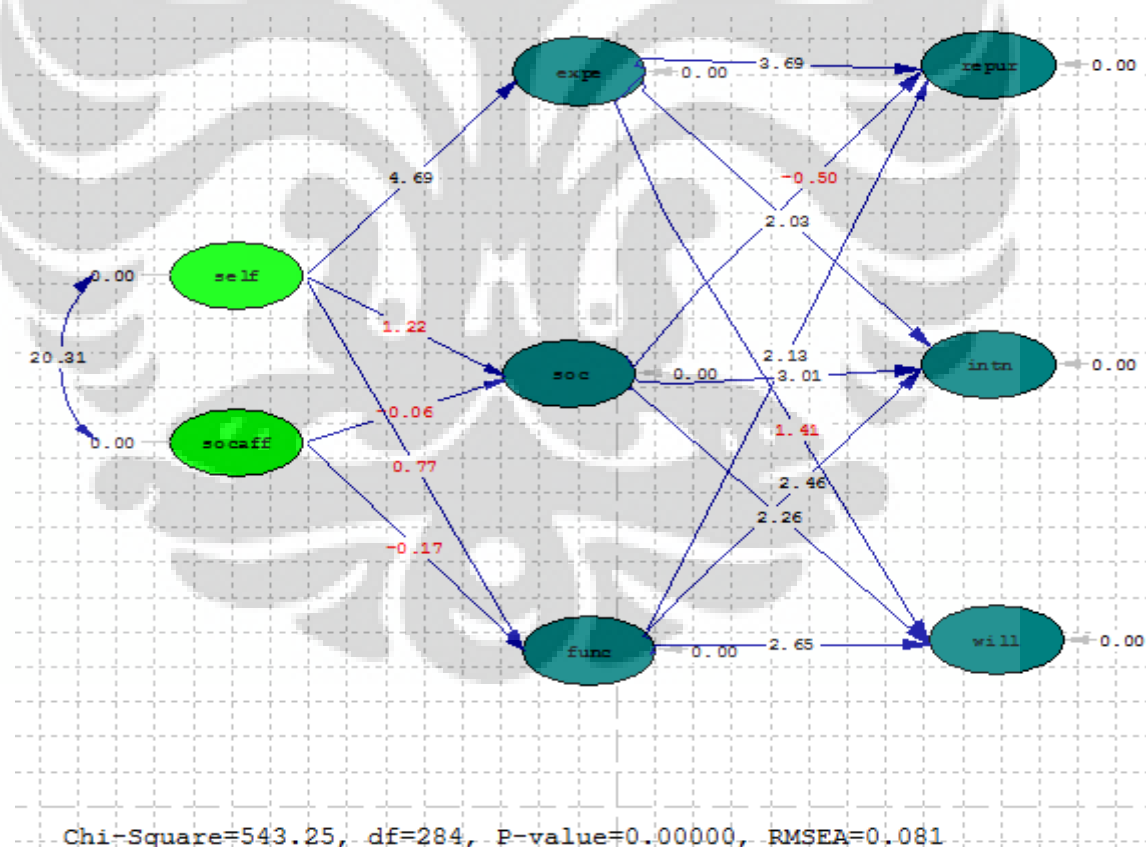 expe
0.00
3.69
repur
0.00
4.69
-0.50
2.03
0.00
self
1.22
20.31
2.13
soc
0.00
3.01
intn
0.00
-0.06
1.41
0.00
socaff
0.77
2.46
2.26
-0.17
func
0.00
2.65
will
0.00
Chi-Square=543.25, df=284, P-value=0.00000, RMSEA=0.081